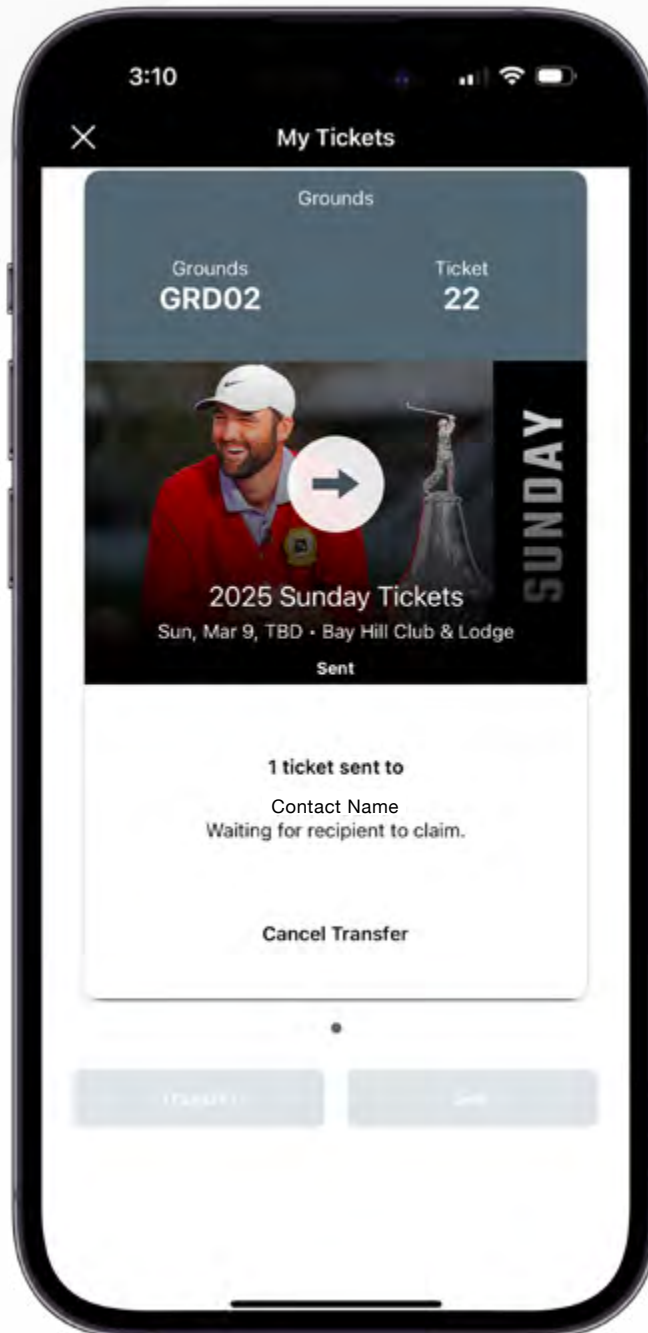 3:10
My Tickets
Grounds
Grounds Ticket
GRD02 22
SUNDAY
2025 Sunday Tickets
Sun, Mar 9, TBD • Bay Hill Club & Lodge
Sent
1 ticket sent to
Contact Name
Waiting for recipient to claim.
Cancel Transfer